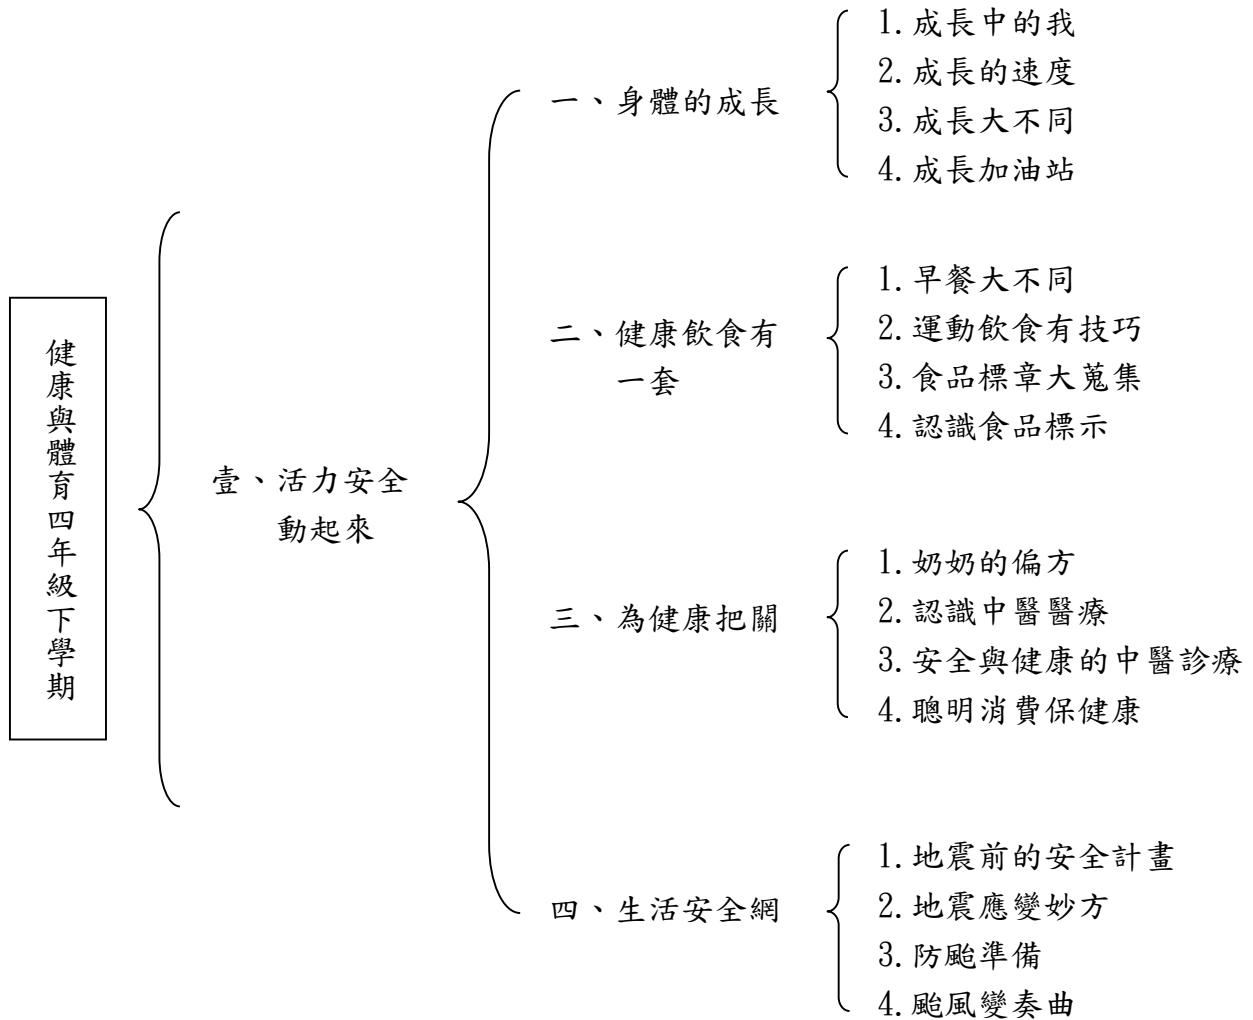 健康與體育四年級下學期
壹、活力安全
動起來
一、身體的成長
1.成長中的我
2.成長的速度
3.成長大不同
4.成長加油站
二、健康飲食有
一套
1.早餐大不同
2.運動飲食有技巧
3.食品標章大蒐集
4.認識食品標示
三、為健康把關
1.奶奶的偏方
2.認識中醫醫療
3.安全與健康的中醫診療
4.聰明消費保健康
四、生活安全網
1.地震前的安全計畫
2.地震應變妙方
3.防颱準備
4.颱風變奏曲